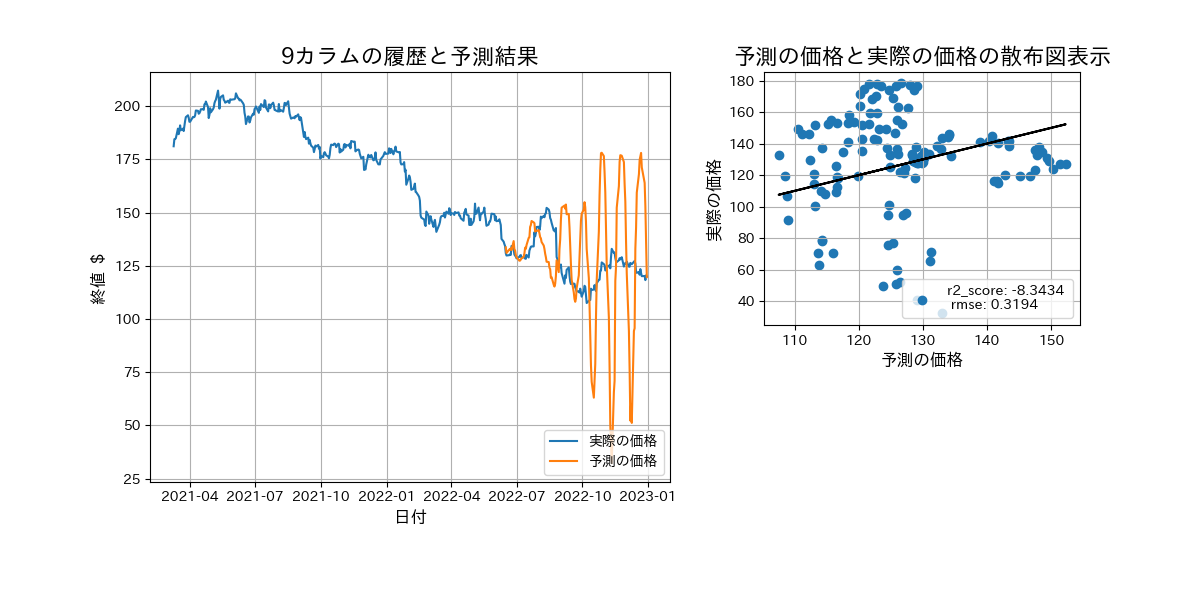 9カラムの履歴と予測結果
終値 $
200
175
150
125
100
75
50
25
実際の価格
予測の価格
2021-04 2021-07 2021-10 2022-01 2022-04 2022-07 2022-10 2023-01
日付
予測の価格と実際の価格の散布図表示
実際の価格
180
160
140
120
100
80
60
40
r2_score: -8.3434
rmse: 0.3194
110 120 130 140 150
予測の価格